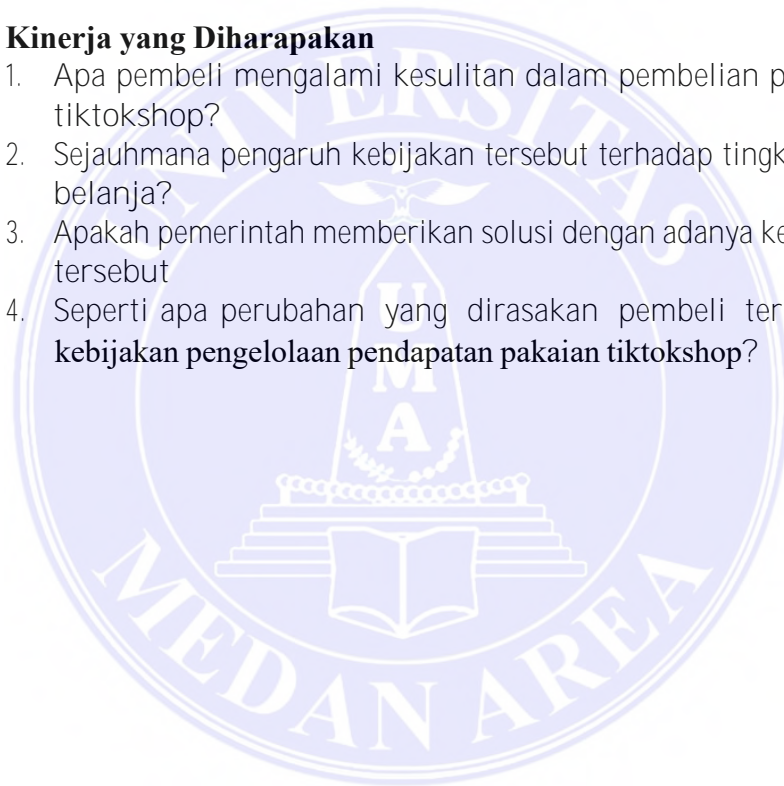 Kinerja yang Diharapakan
1. Apa pembeli mengalami kesulitan dalam pembelian
tiktokshop?
2. Sejauhmana pengaruh kebijakan tersebut terhadap
belanja?
3. Apakah pemerintah memberikan solusi dengan adanya
tersebut
4. Seperti apa perubahan yang dirasakan pembeli
kebijakan pengelolaan pendapatan pakaian tiktokshop?
UNIVERSITAS
U
M
A
MEDAN AREA